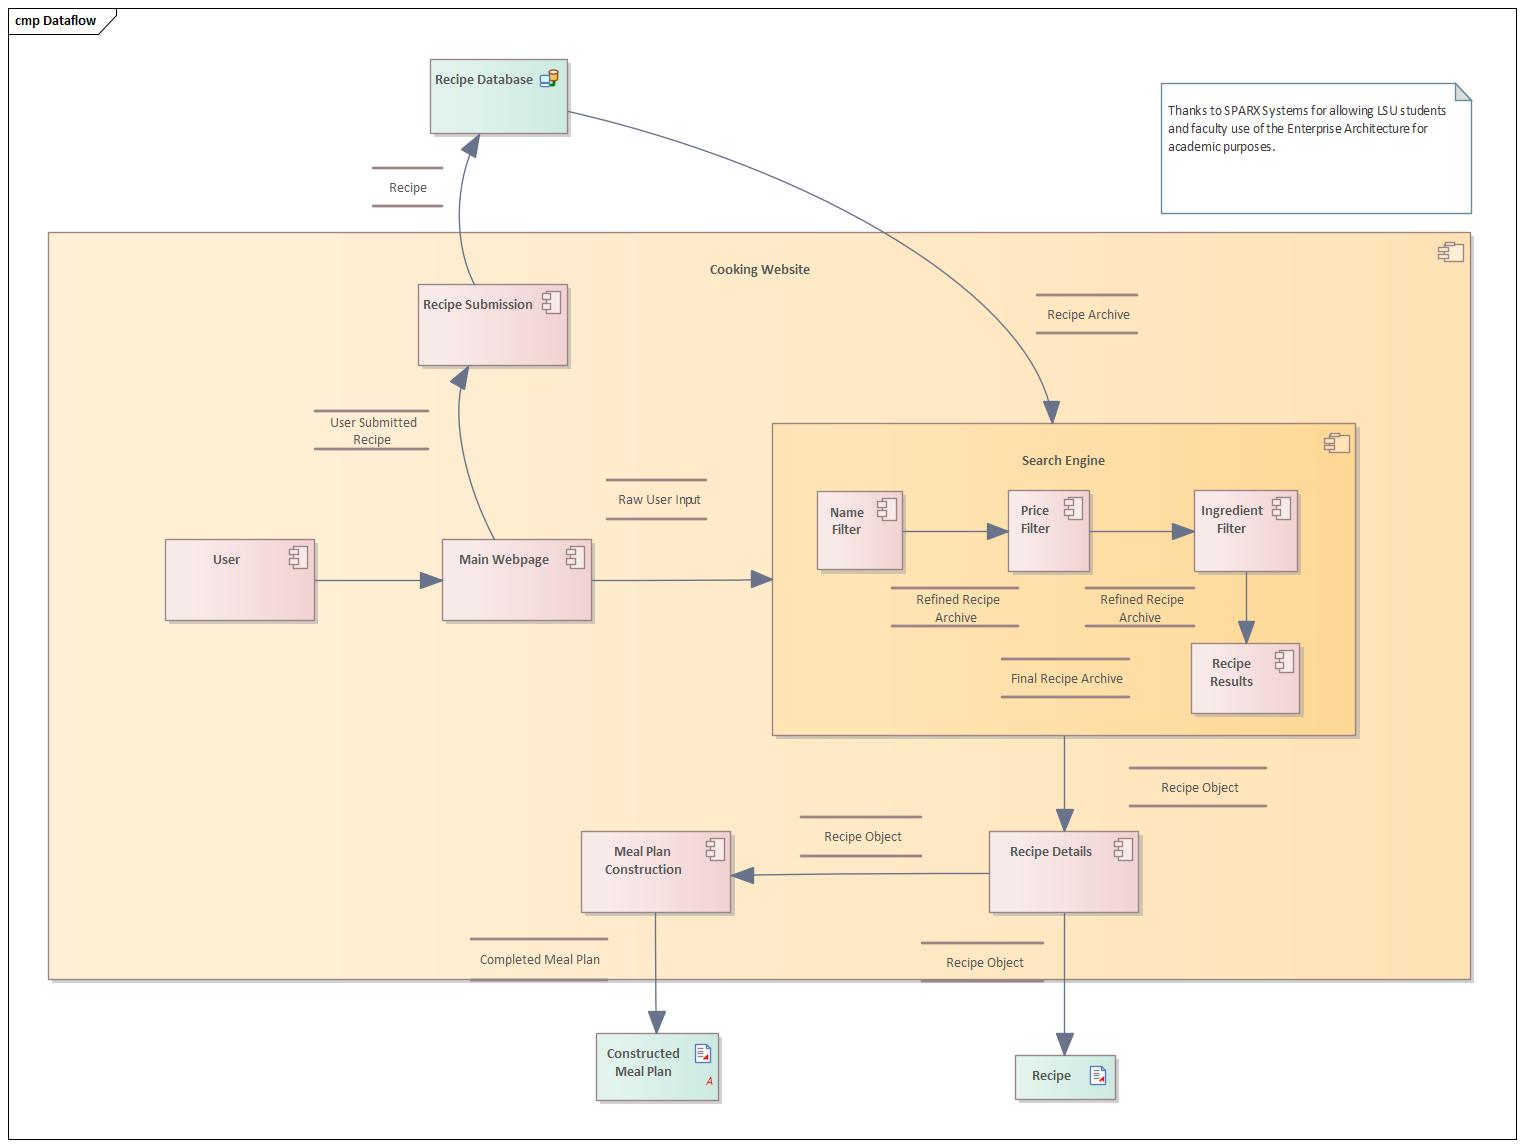 cmp Dataflow
Recipe Database
Thanks to SPARX Systems for allowing LSU students
and faculty use of the Enterprise Architecture for
academic purposes.
Recipe
Cooking Website
Recipe Submission
Recipe Archive
User Submitted
Recipe
Search Engine
Raw User Input
Name
Filter
Price
Filter
Ingredient
Filter
User
Main Webpage
Refined Recipe
Archive
Refined Recipe
Archive
Final Recipe Archive
Recipe
Results
Recipe Object
Recipe Object
Meal Plan
Construction
Recipe Details
Completed Meal Plan
Recipe Object
Constructed
Meal Plan
A
Recipe